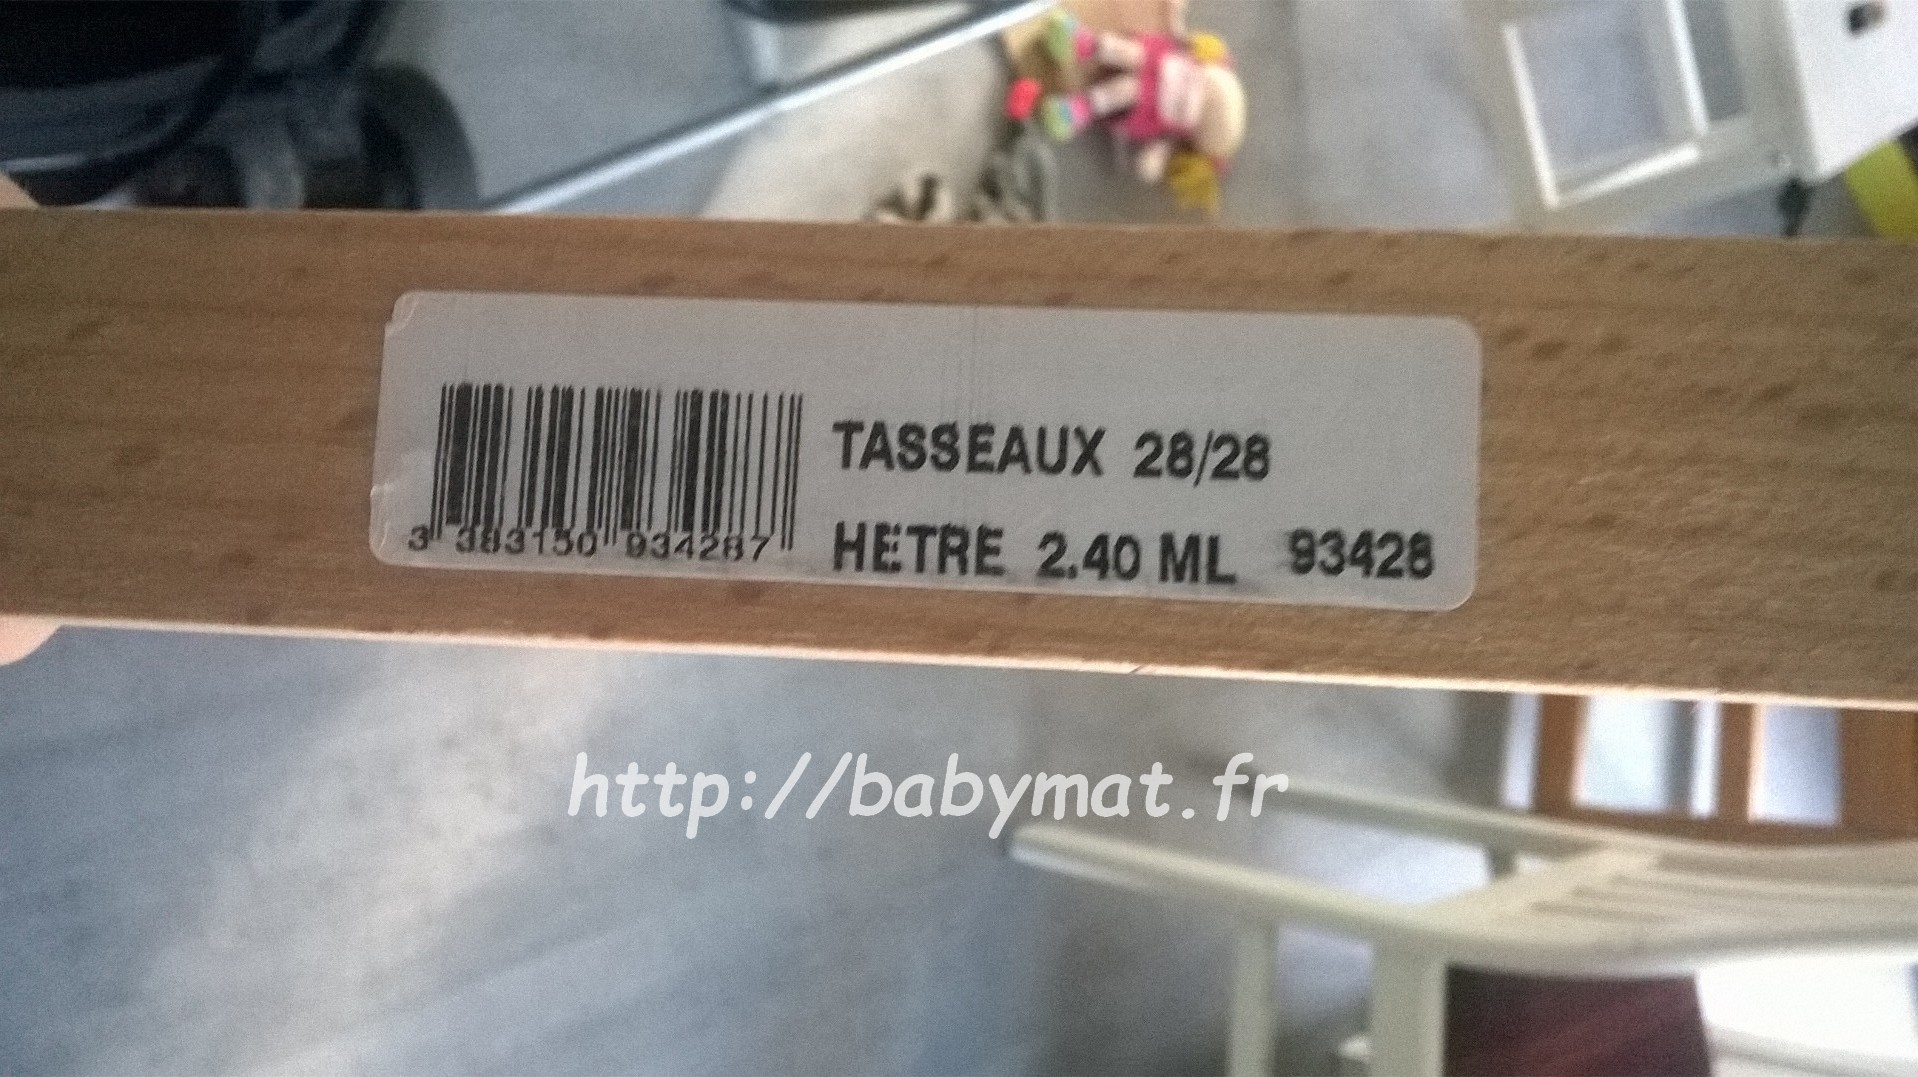 TASSEAUX 28/28
HETRE 2.40 ML 93428
3 383150 934287
http://babymat.fr